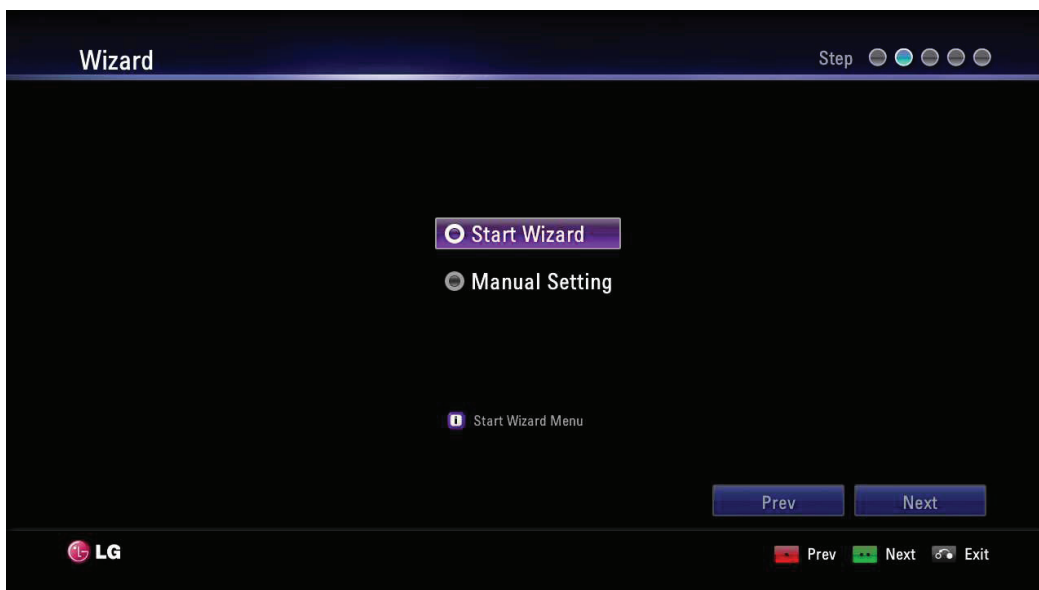 Wizard
Step
Start Wizard
Manual Setting
Start Wizard Menu
Prev Next
LG
Prev Next Exit